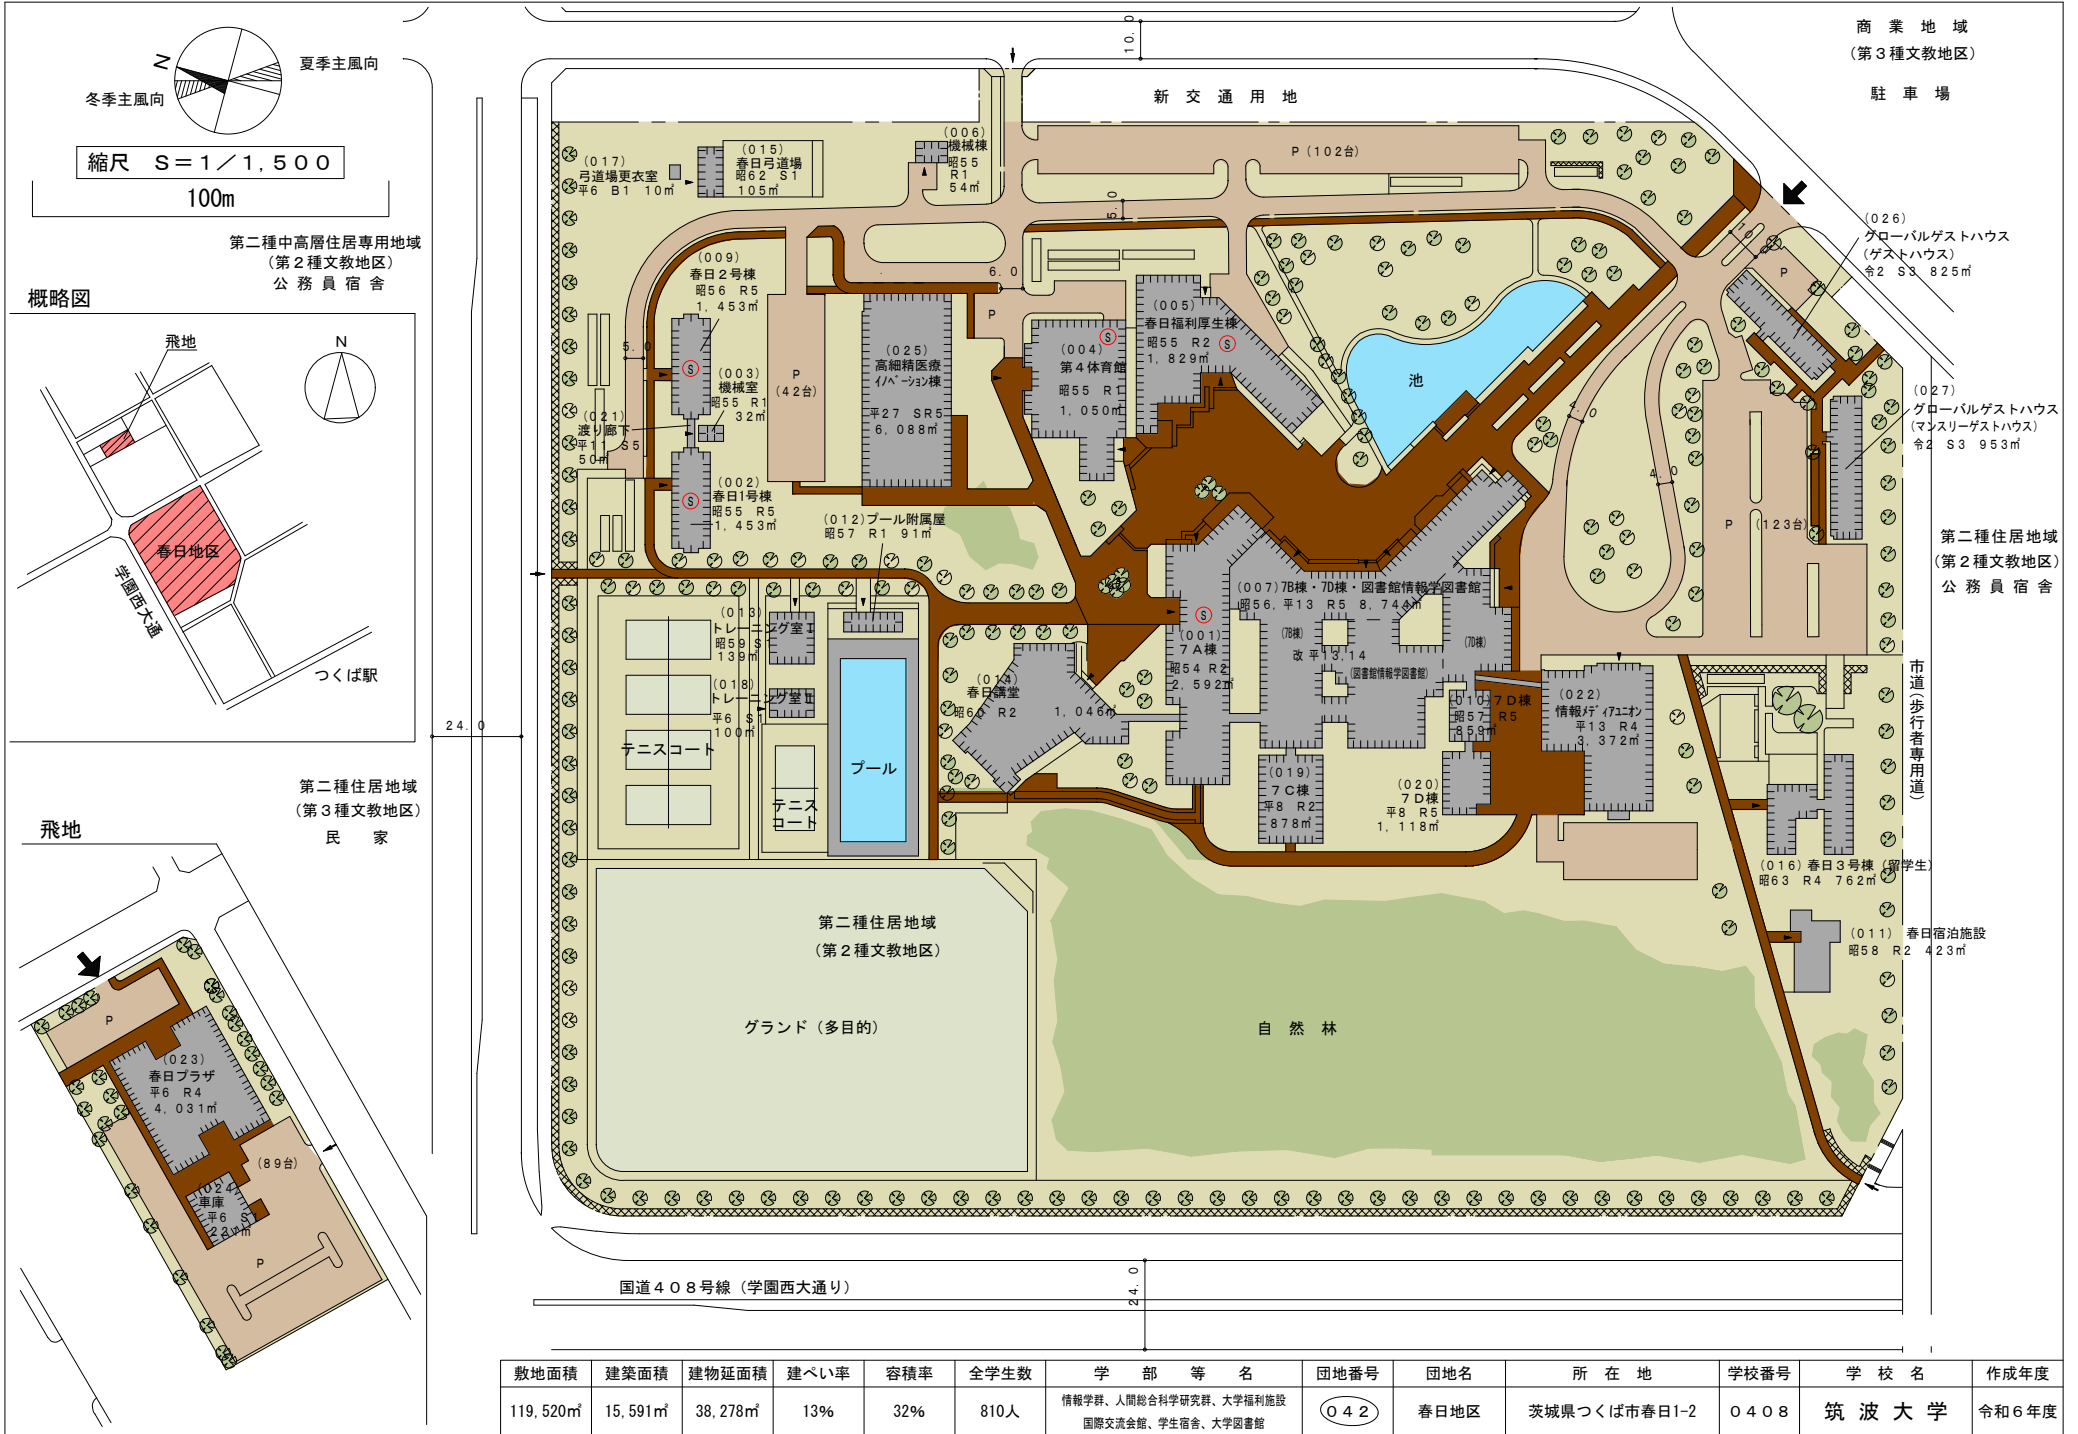 N
夏季主風向
冬季主風向
縮尺 S=1/1,500
100m
第二種中高層住居専用地域
(第2種文教地区)
公務員宿舎
概略図
飛地
N
春日地区
学園西大通
つくば駅
第二種住居地域
(第3種文教地区)
民 家
飛地
P
(023)
春日プラザ
平6 R4
4,031㎡
(89台)
(024)
車庫
平6 S1
P
24.0
10.0
新交通用地
商業地域
(第3種文教地区)
駐車場
(017)
弓道場更衣室
平6 B1 10㎡
(015)
春日弓道場
昭62 S1
105㎡
(006)
機械棟
昭55
R1
54㎡
P(102台)
5.0
10.0
P
(026)
グローバルゲストハウス
(ゲストハウス)
令2 S3 825㎡
(027)
グローバルゲストハウス
(マンスリーゲストハウス)
令2 S3 953㎡
(009)
春日2号棟
昭56 R5
1,453㎡
S
5.0
(003)
機械室
昭55 R1
32㎡
(021)
渡り廊下
平11 S5
50㎡
(002)
春日1号棟
昭55 R5
1,453㎡
S
P
(42台)
(025)
高細精医療
イノベーション棟
平27 SR5
6,088㎡
6.0
P
(004)
第4体育館
昭55 R1
1,050㎡
S
(005)
春日福利厚生棟
昭55 R2
1,829㎡
S
池
4.0
4.0
P (123台)
第二種住居地域
(第2種文教地区)
公務員宿舎
(012)プール附属屋
昭57 R1 91㎡
(013)
トレーニング室Ⅰ
昭59 S1
139㎡
(018)
トレーニング室Ⅱ
平6 S1
100㎡
テニスコート
テニス
コート
プール
(014)
春日講堂
昭60 R2 1,046㎡
S
(001)
7A棟
昭54 R2
2,592㎡
(007)7B棟・7D棟・図書館情報学図書館
昭56,平13 R5 8,744㎡
(7B棟)
改 平13,14
(図書館情報学図書館)
(7D棟)
(010)7D棟
昭57 R5
859㎡
(022)
情報メディアユニオン
平13 R4
3,372㎡
(019)
7C棟
平8 R2
878㎡
(020)
7D棟
平8 R5
1,118㎡
(016)春日3号棟(留学生)
昭63 R4 762㎡
(011) 春日宿泊施設
昭58 R2 423㎡
市道(歩行者専用道)
第二種住居地域
(第2種文教地区)
グランド(多目的)
自然林
国道408号線(学園西大通り)
24.0
敷地面積 建築面積 建物延面積 建ぺい率 容積率 全学生数 学部等名 団地番号 団地名 所在地 学校番号 学校名 作成年度
119,520㎡ 15,591㎡ 38,278㎡ 13% 32% 810人 情報学群、人間総合科学研究群、大学福利施設 042 春日地区 茨城県つくば市春日1-2 0408 筑波大学 令和6年度
国際交流会館、学生宿舎、大学図書館